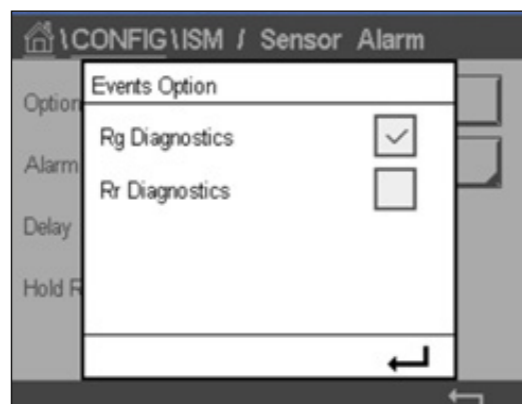 \CONFIG\ISM / Sensor Alarm
Events Option
Option
Rg Diagnostics
Alarm
Rr Diagnostics
Delay
Hold